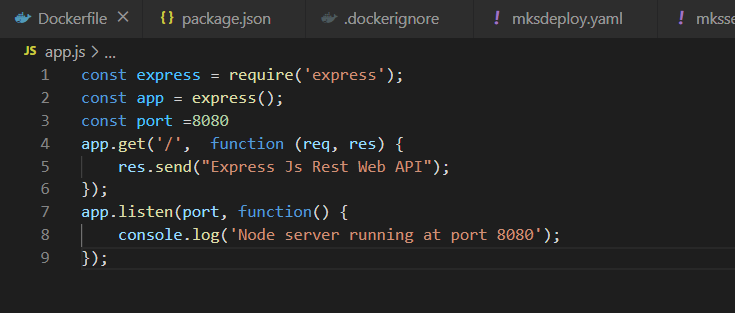 Dockerfile × {} package.json .dockerignore ! mksdeploy.yaml ! mksse
JS app.js > ...
1 const express = require('express');
2 const app = express();
3 const port =8080
4 app.get('/',  function (req, res) {
5     res.send("Express Js Rest Web API");
6 });
7 app.listen(port, function() {
8     console.log('Node server running at port 8080');
9 });